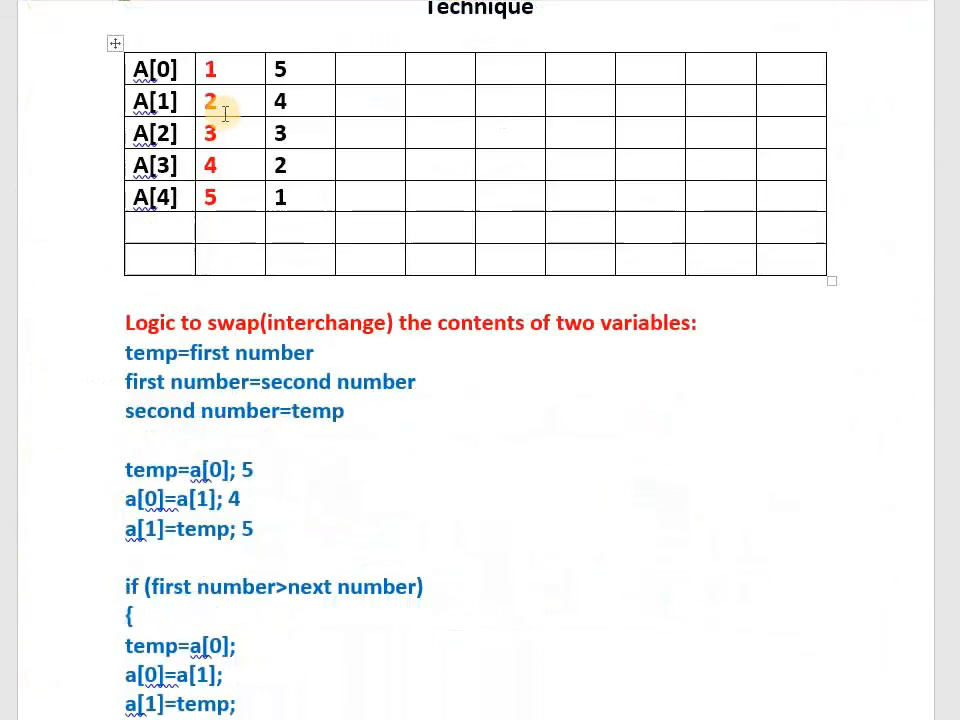 Technique
A[0] 1 5
A[1] 2 4
A[2] 3 3
A[3] 4 2
A[4] 5 1
Logic to swap(interchange) the contents of two variables:
temp=first number
first number=second number
second number=temp
temp=a[0]; 5
a[0]=a[1]; 4
a[1]=temp; 5
if (first number>next number)
{
temp=a[0];
a[0]=a[1];
a[1]=temp;